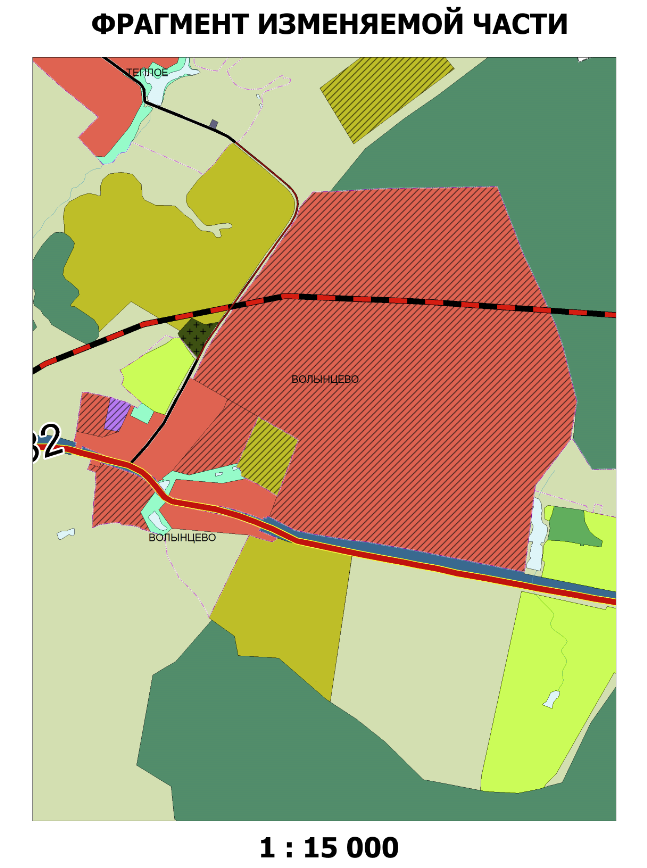 ФРАГМЕНТ ИЗМЕНЯЕМОЙ ЧАСТИ
ТЕПЛОЕ
ВОЛЫНЦЕВО
32
ВОЛЫНЦЕВО
1 : 15 000